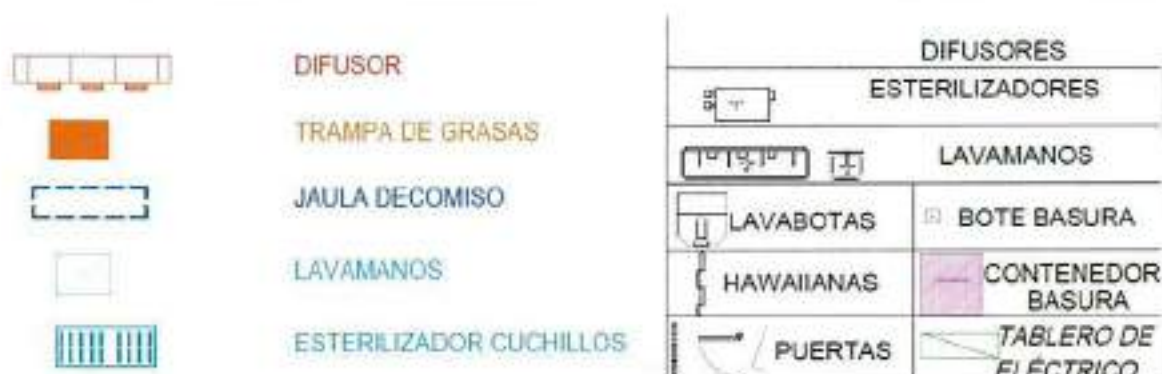 DIFUSOR
TRAMPA DE GRASAS
JAULA DECOMISO
LAVAMANOS
ESTERILIZADOR CUCHILLOS
DIFUSORES
ESTERILIZADORES
LAVAMANOS
LAVABOTAS
BOTE BASURA
HAWAIIANAS
CONTENEDOR
BASURA
PUERTAS
TABLERO DE
ELÉCTRICO